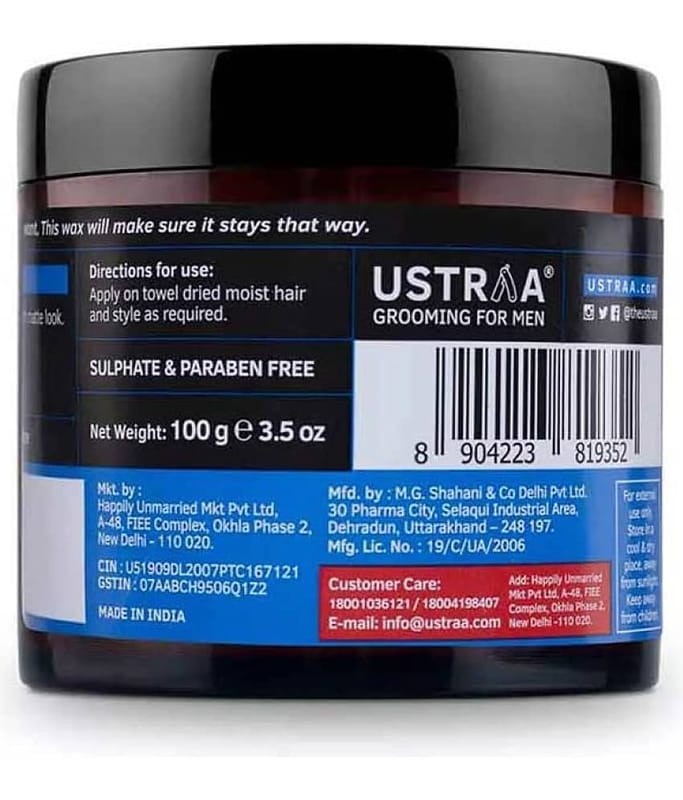 This wax will make sure it stays that way.
matte look.
Directions for use:
Apply on towel dried moist hair
and style as required.
SULPHATE & PARABEN FREE
Net Weight: 100 g ℮ 3.5 oz
USTRAA®
GROOMING FOR MEN
USTRAA.com
@theustraa
8 904223 819352
Mkt. by :
Happily Unmarried Mkt Pvt Ltd,
A-48, FIEE Complex, Okhla Phase 2,
New Delhi - 110 020.
CIN : U51909DL2007PTC167121
GSTIN : 07AABCH9506Q1Z2
MADE IN INDIA
Mfd. by : M.G. Shahani & Co Delhi Pvt Ltd.
30 Pharma City, Selaqui Industrial Area,
Dehradun, Uttarakhand – 248 197.
Mfg. Lic. No. : 19/C/UA/2006
Customer Care:
18001036121 / 18004198407
E-mail: info@ustraa.com
Add: Happily Unmarried
Mkt Pvt Ltd, A-48, FIEE
Complex, Okhla Phase 2,
New Delhi -110 020.
For external
use only.
Store in a
cool & dry
place, away
from sunlight.
Keep away
from children.